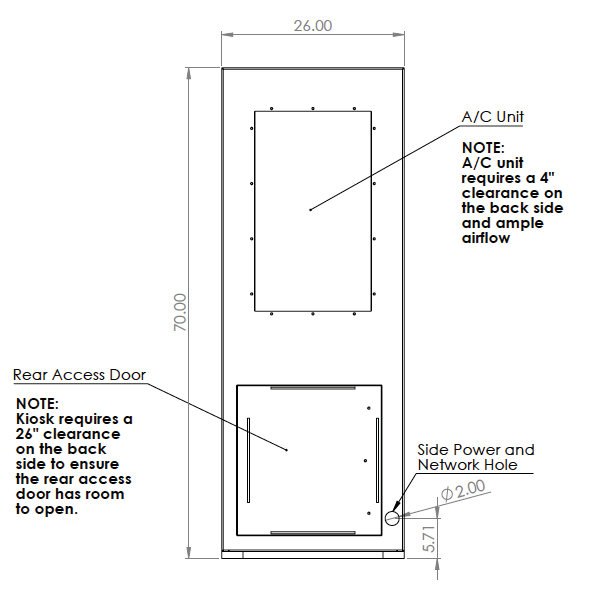 26.00
A/C Unit
NOTE:
A/C unit
requires a 4"
clearance on
the back side
and ample
airflow
70.00
Rear Access Door
NOTE:
Kiosk requires a
26" clearance
on the back
side to ensure
the rear access
door has room
to open.
Side Power and
Network Hole
∅2.00
5.71